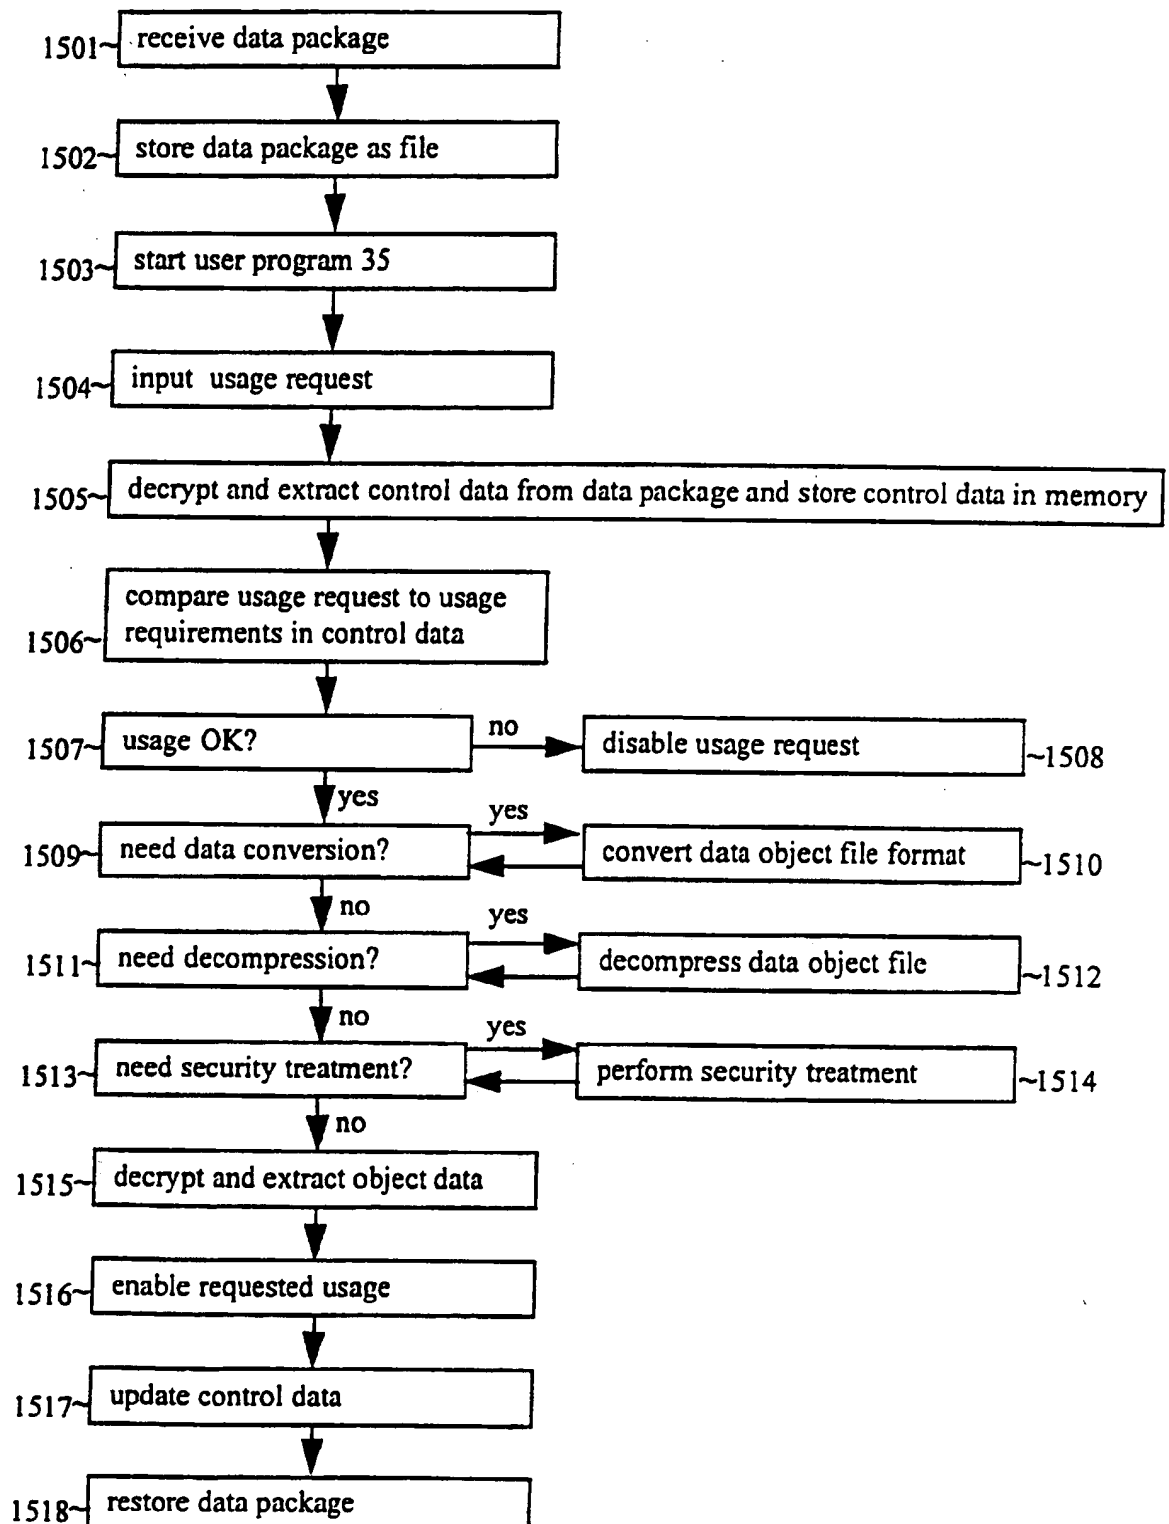 1501~ receive data package
1502~ store data package as file
1503~ start user program 35
1504~ input usage request
1505~ decrypt and extract control data from data package and store control data in memory
compare usage request to usage
1506~ requirements in control data
1507~ usage OK? no disable usage request ~1508
yes
yes
1509~ need data conversion? convert data object file format ~1510
no
yes
1511~ need decompression? decompress data object file ~1512
no
yes
1513~ need security treatment? perform security treatment ~1514
no
1515~ decrypt and extract object data
1516~ enable requested usage
1517~ update control data
1518~ restore data package